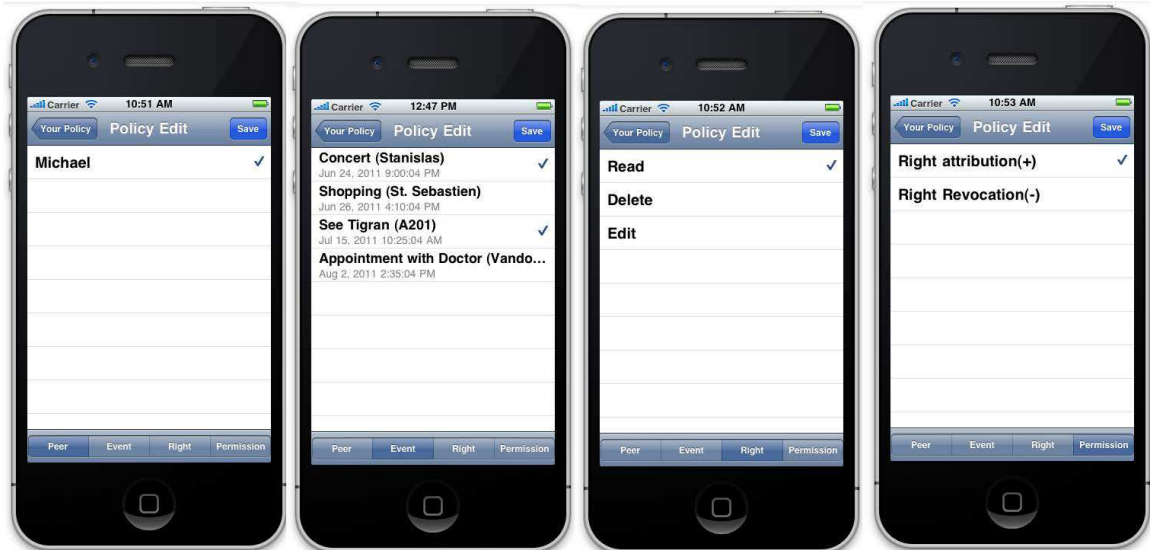 Carrier 10:51 AM
Your Policy Policy Edit Save
Michael
Peer Event Right Permission
Carrier 12:47 PM
Your Policy Policy Edit Save
Concert (Stanislas)
Jun 24, 2011 9:00:04 PM
Shopping (St. Sebastien)
Jun 26, 2011 4:10:04 PM
See Tigran (A201)
Jul 15, 2011 10:25:04 AM
Appointment with Doctor (Vando...
Aug 2, 2011 2:35:04 PM
Peer Event Right Permission
Carrier 10:52 AM
Your Policy Policy Edit Save
Read
Delete
Edit
Peer Event Right Permission
Carrier 10:53 AM
Your Policy Policy Edit Save
Right attribution(+)
Right Revocation(-)
Peer Event Right Permission